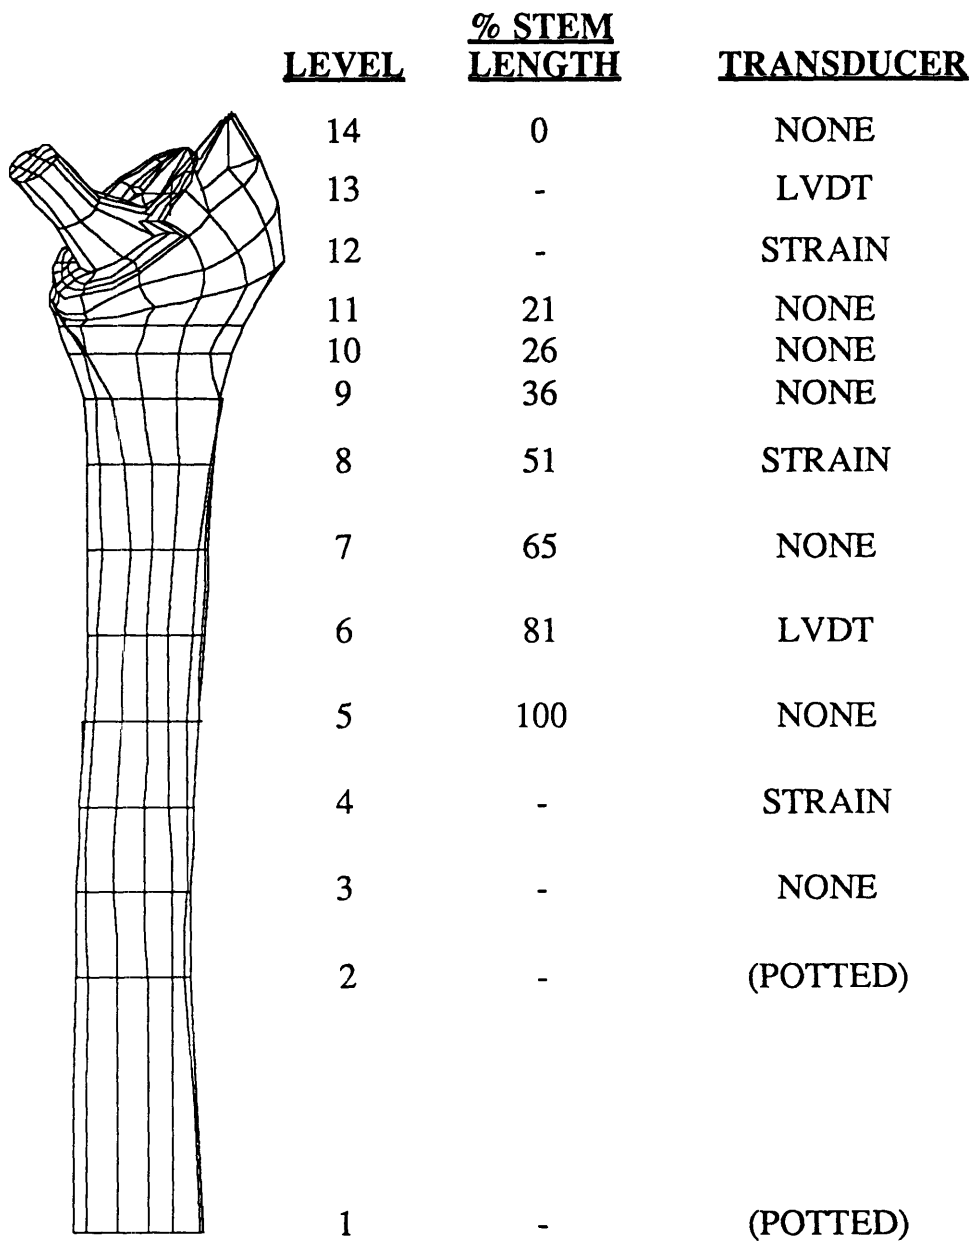 % STEM
LEVEL LENGTH TRANSDUCER
14 0 NONE
13 - LVDT
12 - STRAIN
11 21 NONE
10 26 NONE
9 36 NONE
8 51 STRAIN
7 65 NONE
6 81 LVDT
5 100 NONE
4 - STRAIN
3 - NONE
2 - (POTTED)
1 - (POTTED)